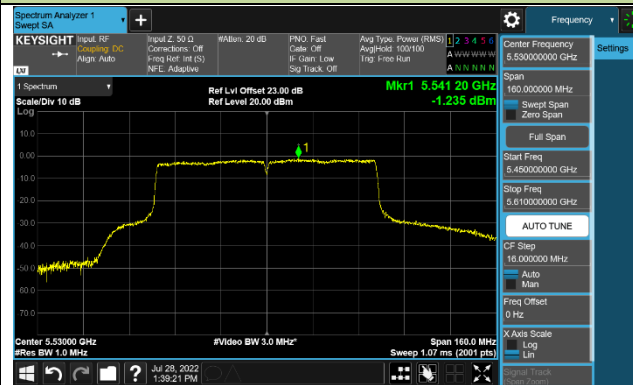 Spectrum Analyzer 1
Swept SA
Frequency
KEYSIGHT
Input: RF
Coupling: DC
Align: Auto
Input Z: 50 Ω
Corrections: Off
Freq Ref: Int (S)
NFE: Adaptive
#Atten: 20 dB
PNO: Fast
Gate: Off
IF Gain: Low
Sig Track: Off
Avg Type: Power (RMS)
Avg|Hold: 100/100
Trig: Free Run
1 2 3 4 5 6
A W W W W W
A N N N N N
LXI
1 Spectrum
Scale/Div 10 dB
Log
Ref Lvl Offset 23.00 dB
Ref Level 20.00 dBm
Mkr1 5.541 20 GHz
-1.235 dBm
1
10.0
0.00
-10.0
-20.0
-30.0
-40.0
-50.0
-60.0
-70.0
Center 5.53000 GHz
#Res BW 1.0 MHz
#Video BW 3.0 MHz*
Span 160.0 MHz
Sweep 1.07 ms (2001 pts)
Jul 28, 2022
1:39:21 PM
Center Frequency
5.530000000 GHz
Span
160.000000 MHz
Swept Span
Zero Span
Full Span
Start Freq
5.450000000 GHz
Stop Freq
5.610000000 GHz
AUTO TUNE
CF Step
16.000000 MHz
Auto
Man
Freq Offset
0 Hz
X Axis Scale
Log
Lin
Signal Track
(Span Zoom)
Settings